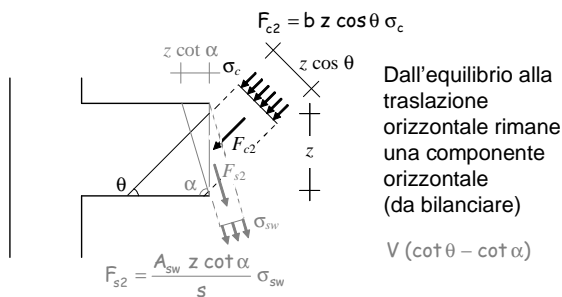 F_c2 = b z cos θ σ_c
z cot α
σ_c
z cos θ
F_c2
z
F_s2
θ
α
σ_sw
F_s2 = A_sw z cot α / s σ_sw
Dall'equilibrio alla
traslazione
orizzontale rimane
una componente
orizzontale
(da bilanciare)
V (cot θ – cot α)